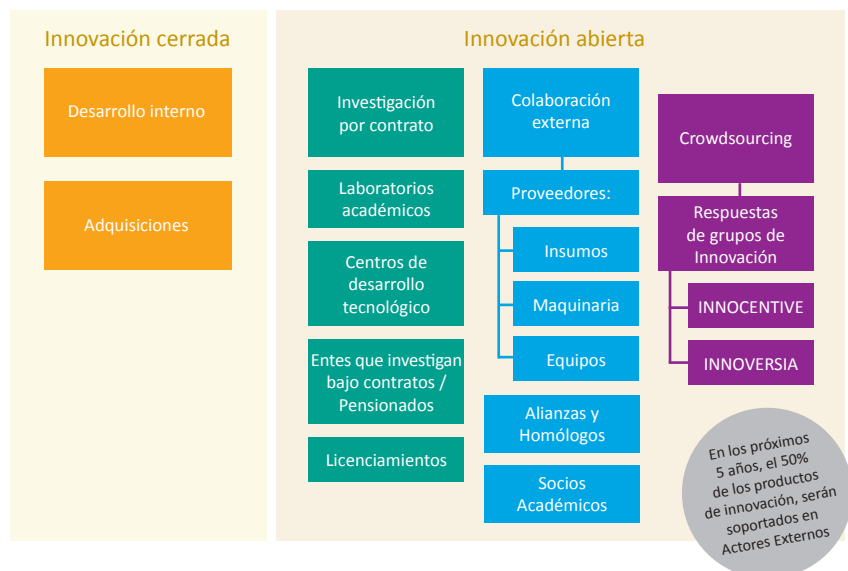 Innovación cerrada
Desarrollo interno
Adquisiciones
Innovación abierta
Investigación
por contrato
Laboratorios
académicos
Centros de
desarrollo
tecnológico
Entes que investigan
bajo contratos /
Pensionados
Licenciamientos
Colaboración
externa
Proveedores:
Insumos
Maquinaria
Equipos
Alianzas y
Homólogos
Socios
Académicos
Crowdsourcing
Respuestas
de grupos de
Innovación
INNOCENTIVE
INNOVERSIA
En los próximos
5 años, el 50%
de los productos
de innovación, serán
soportados en
Actores Externos